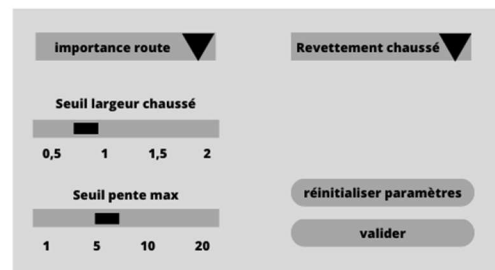 importance route
Revettement chaussé
Seuil largeur chaussé
0,5 1 1,5 2
Seuil pente max
1 5 10 20
réinitialiser paramètres
valider